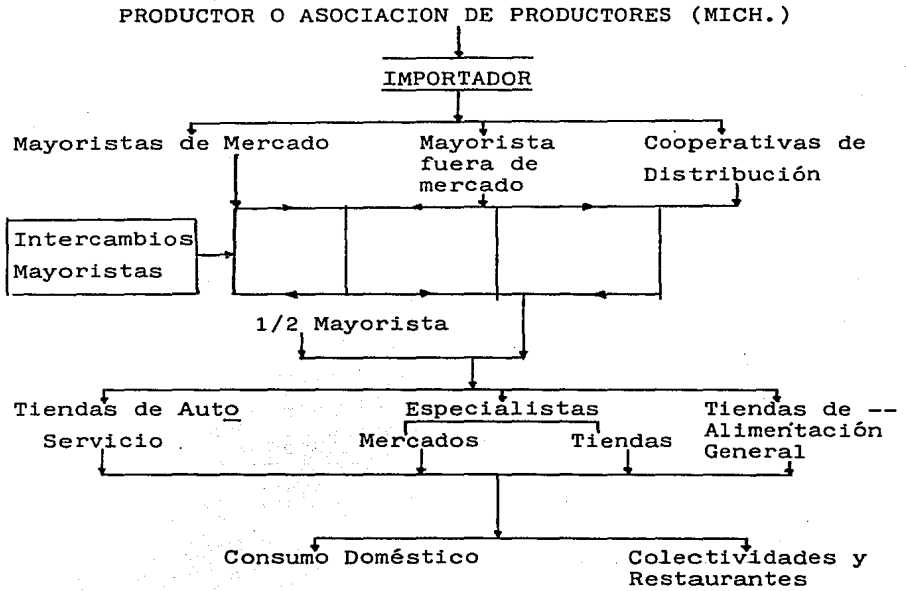 PRODUCTOR O ASOCIACION DE PRODUCTORES (MICH.)
IMPORTADOR
Mayoristas de Mercado
Mayorista
fuera de
mercado
Cooperativas de
Distribución
Intercambios
Mayoristas
1/2 Mayorista
Tiendas de Auto
Servicio
Especialistas
Mercados
Tiendas
Tiendas de --
Alimentación
General
Consumo Doméstico
Colectividades y
Restaurantes